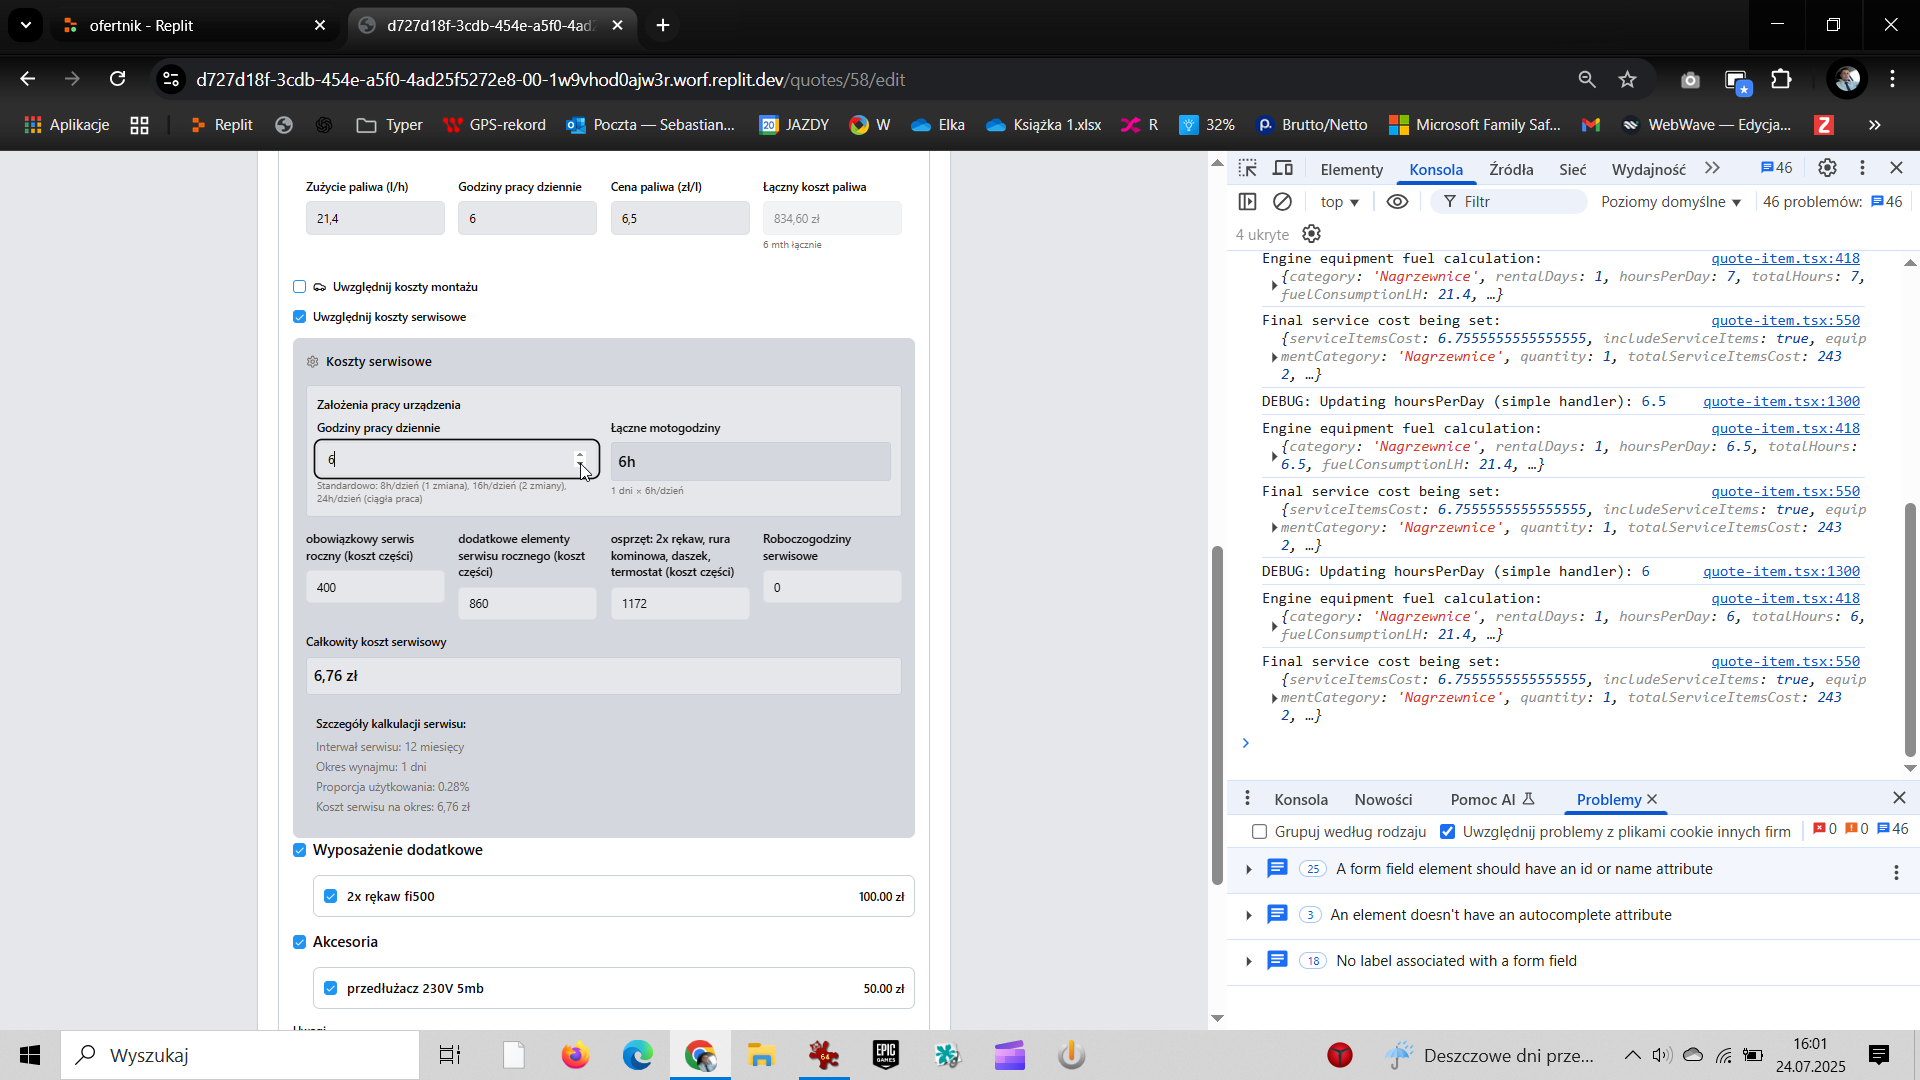 ofertnik - Replit
d727d18f-3cdb-454e-a5f0-4ad2
d727d18f-3cdb-454e-a5f0-4ad25f5272e8-00-1w9vhod0ajw3r.worf.replit.dev/quotes/58/edit
Aplikacje
Replit
Typer
GPS-rekord
Poczta — Sebastian...
20 JAZDY
W
Elka
Książka 1.xlsx
R
32%
Brutto/Netto
Microsoft Family Saf...
WebWave — Edycja...
Z
»
Zużycie paliwa (l/h)
Godziny pracy dziennie
Cena paliwa (zł/l)
Łączny koszt paliwa
21,4
6
6,5
834,60 zł
6 mth łącznie
Uwzględnij koszty montażu
Uwzględnij koszty serwisowe
Koszty serwisowe
Założenia pracy urządzenia
Godziny pracy dziennie
Łączne motogodziny
6
6h
Standardowo: 8h/dzień (1 zmiana), 16h/dzień (2 zmiany),
24h/dzień (ciągła praca)
1 dni × 6h/dzień
obowiązkowy serwis
roczny (koszt części)
dodatkowe elementy
serwisu rocznego (koszt
części)
osprzęt: 2x rękaw, rura
kominowa, daszek,
termostat (koszt części)
Roboczogodziny
serwisowe
400
860
1172
0
Całkowity koszt serwisowy
6,76 zł
Szczegóły kalkulacji serwisu:
Interwał serwisu: 12 miesięcy
Okres wynajmu: 1 dni
Proporcja użytkowania: 0.28%
Koszt serwisu na okres: 6,76 zł
Wyposażenie dodatkowe
2x rękaw fi500
100.00 zł
Akcesoria
przedłużacz 230V 5mb
50.00 zł
Elementy
Konsola
Źródła
Sieć
Wydajność
46
top
Filtr
Poziomy domyślne
46 problemów:
46
4 ukryte
Engine equipment fuel calculation:
quote-item.tsx:418
{category: 'Nagrzewnice', rentalDays: 1, hoursPerDay: 7, totalHours: 7,
fuelConsumptionLH: 21.4, …}
Final service cost being set:
quote-item.tsx:550
{serviceItemsCost: 6.7555555555555555, includeServiceItems: true, equip
mentCategory: 'Nagrzewnice', quantity: 1, totalServiceItemsCost: 243
2, …}
DEBUG: Updating hoursPerDay (simple handler): 6.5
quote-item.tsx:1300
Engine equipment fuel calculation:
quote-item.tsx:418
{category: 'Nagrzewnice', rentalDays: 1, hoursPerDay: 6.5, totalHours:
6.5, fuelConsumptionLH: 21.4, …}
Final service cost being set:
quote-item.tsx:550
{serviceItemsCost: 6.7555555555555555, includeServiceItems: true, equip
mentCategory: 'Nagrzewnice', quantity: 1, totalServiceItemsCost: 243
2, …}
DEBUG: Updating hoursPerDay (simple handler): 6
quote-item.tsx:1300
Engine equipment fuel calculation:
quote-item.tsx:418
{category: 'Nagrzewnice', rentalDays: 1, hoursPerDay: 6, totalHours: 6,
fuelConsumptionLH: 21.4, …}
Final service cost being set:
quote-item.tsx:550
{serviceItemsCost: 6.7555555555555555, includeServiceItems: true, equip
mentCategory: 'Nagrzewnice', quantity: 1, totalServiceItemsCost: 243
2, …}
Konsola
Nowości
Pomoc AI
Problemy
Grupuj według rodzaju
Uwzględnij problemy z plikami cookie innych firm
0
0
46
25
A form field element should have an id or name attribute
3
An element doesn't have an autocomplete attribute
18
No label associated with a form field
Wyszukaj
64
EPIC GAMES
Deszczowe dni prze...
16:01
24.07.2025